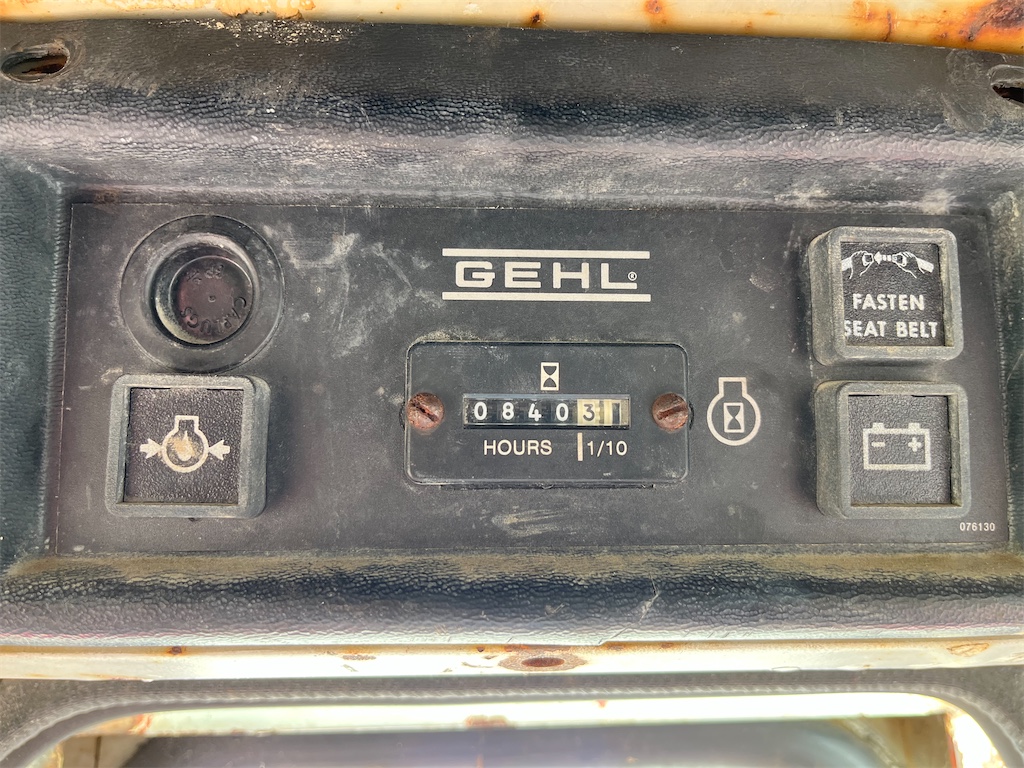 GEHL®
FASTEN
SEAT BELT
08403
HOURS 1/10
076130